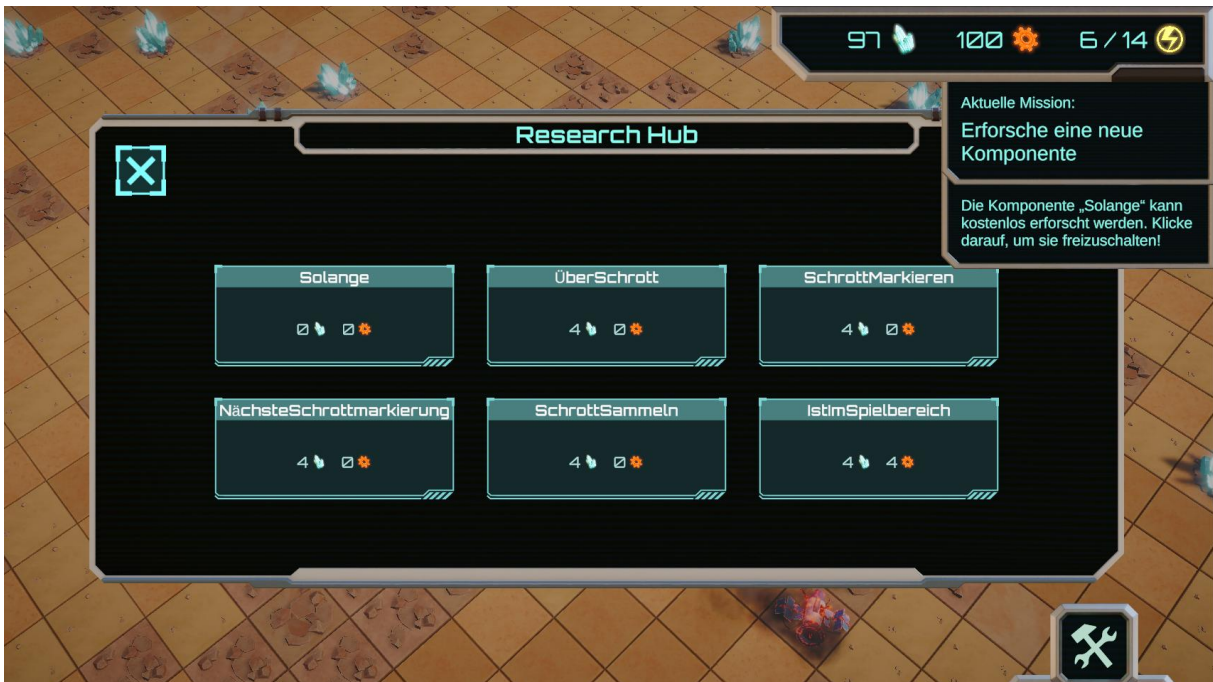 97 100 6/14
Aktuelle Mission:
Erforsche eine neue
Komponente
Die Komponente „Solange“ kann
kostenlos erforscht werden. Klicke
darauf, um sie freizuschalten!
Research Hub
Solange ÜberSchrott SchrottMarkieren
0 0 4 0 4 0
NächsteSchrottmarkierung SchrottSammeln IstImSpielbereich
4 0 4 0 4 4